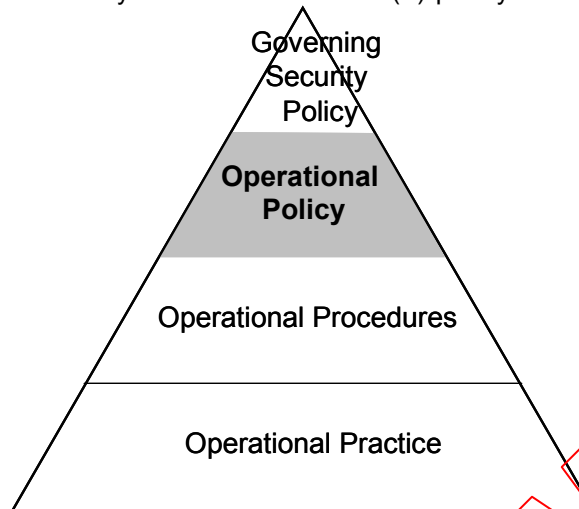 Governing
Security
Policy
Operational
Policy
Operational Procedures
Operational Practice